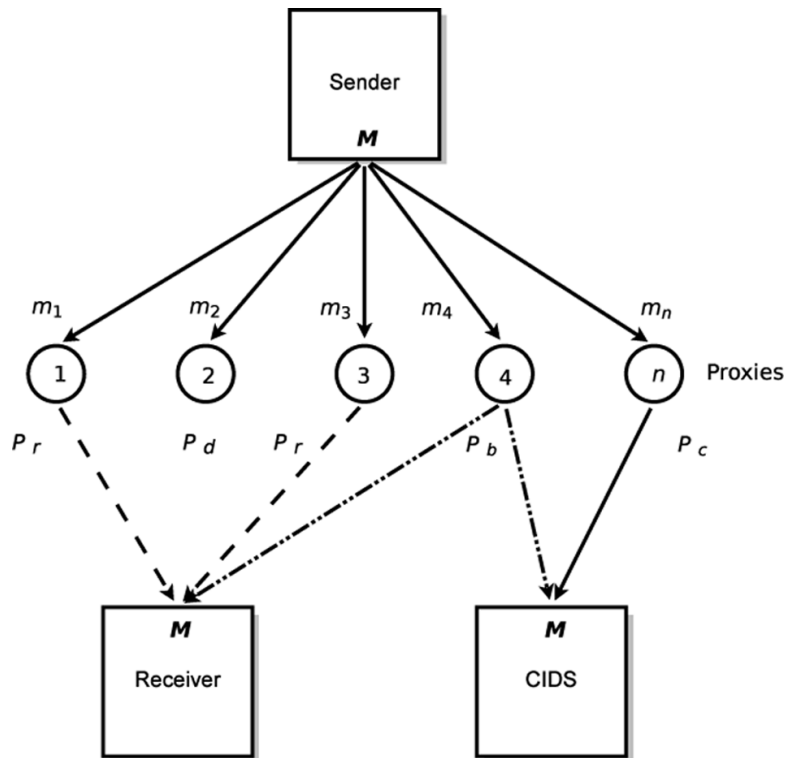 Sender
M
m1 m2 m3 m4 mn
1 2 3 4 n Proxies
P r P d P r P b P c
M M
Receiver CIDS